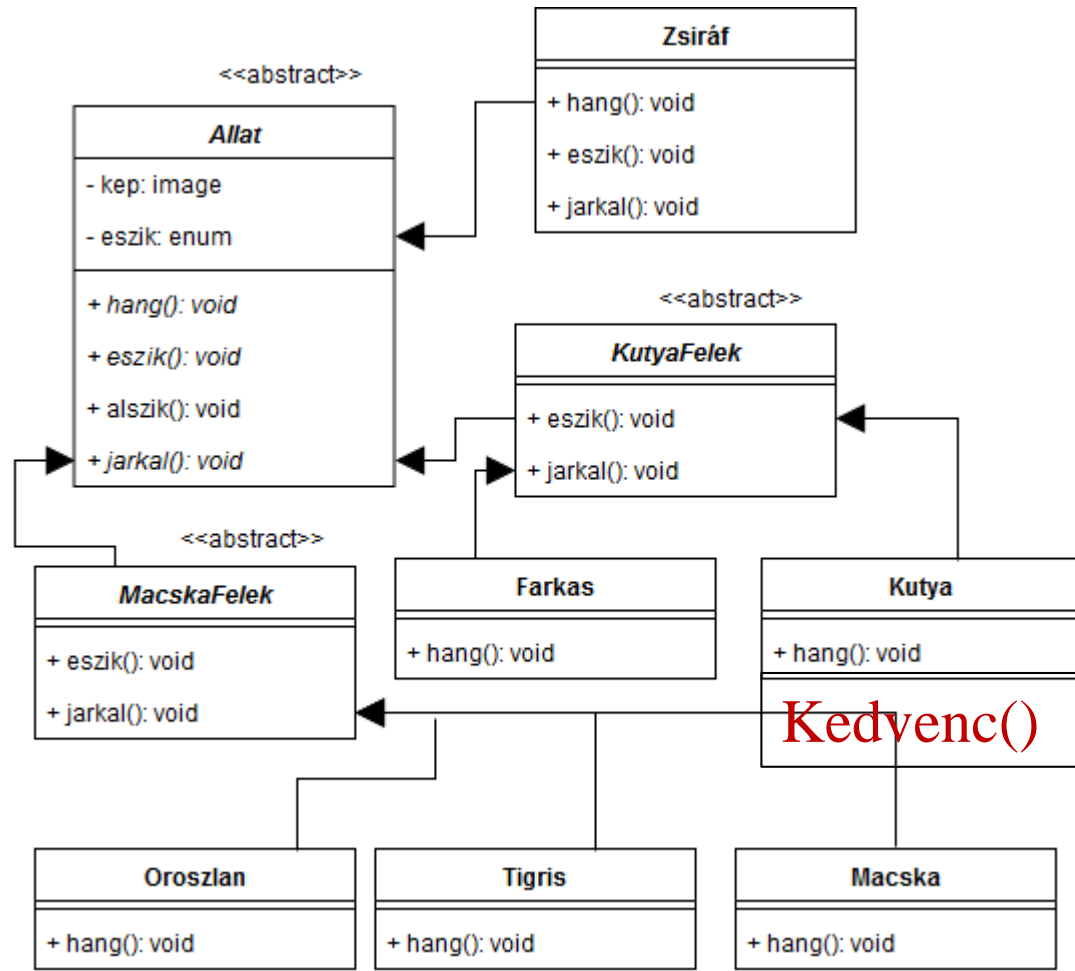 Zsiráf
+ hang(): void
+ eszik(): void
+ jarkal(): void
<<abstract>>
Allat
- kep: image
- eszik: enum
+ hang(): void
+ eszik(): void
+ alszik(): void
+ jarkal(): void
<<abstract>>
KutyaFelek
+ eszik(): void
+ jarkal(): void
<<abstract>>
MacskaFelek
+ eszik(): void
+ jarkal(): void
Farkas
+ hang(): void
Kutya
+ hang(): void
Kedvenc()
Oroszlan
+ hang(): void
Tigris
+ hang(): void
Macska
+ hang(): void